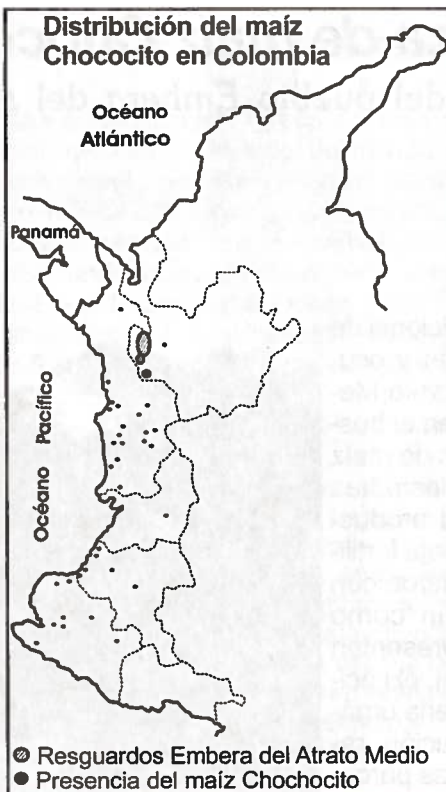 Distribución del maíz
Chococito en Colombia
Océano
Atlántico
Panamá
Océano Pacífico
Resguardos Embera del Atrato Medio
Presencia del maíz Chochocito